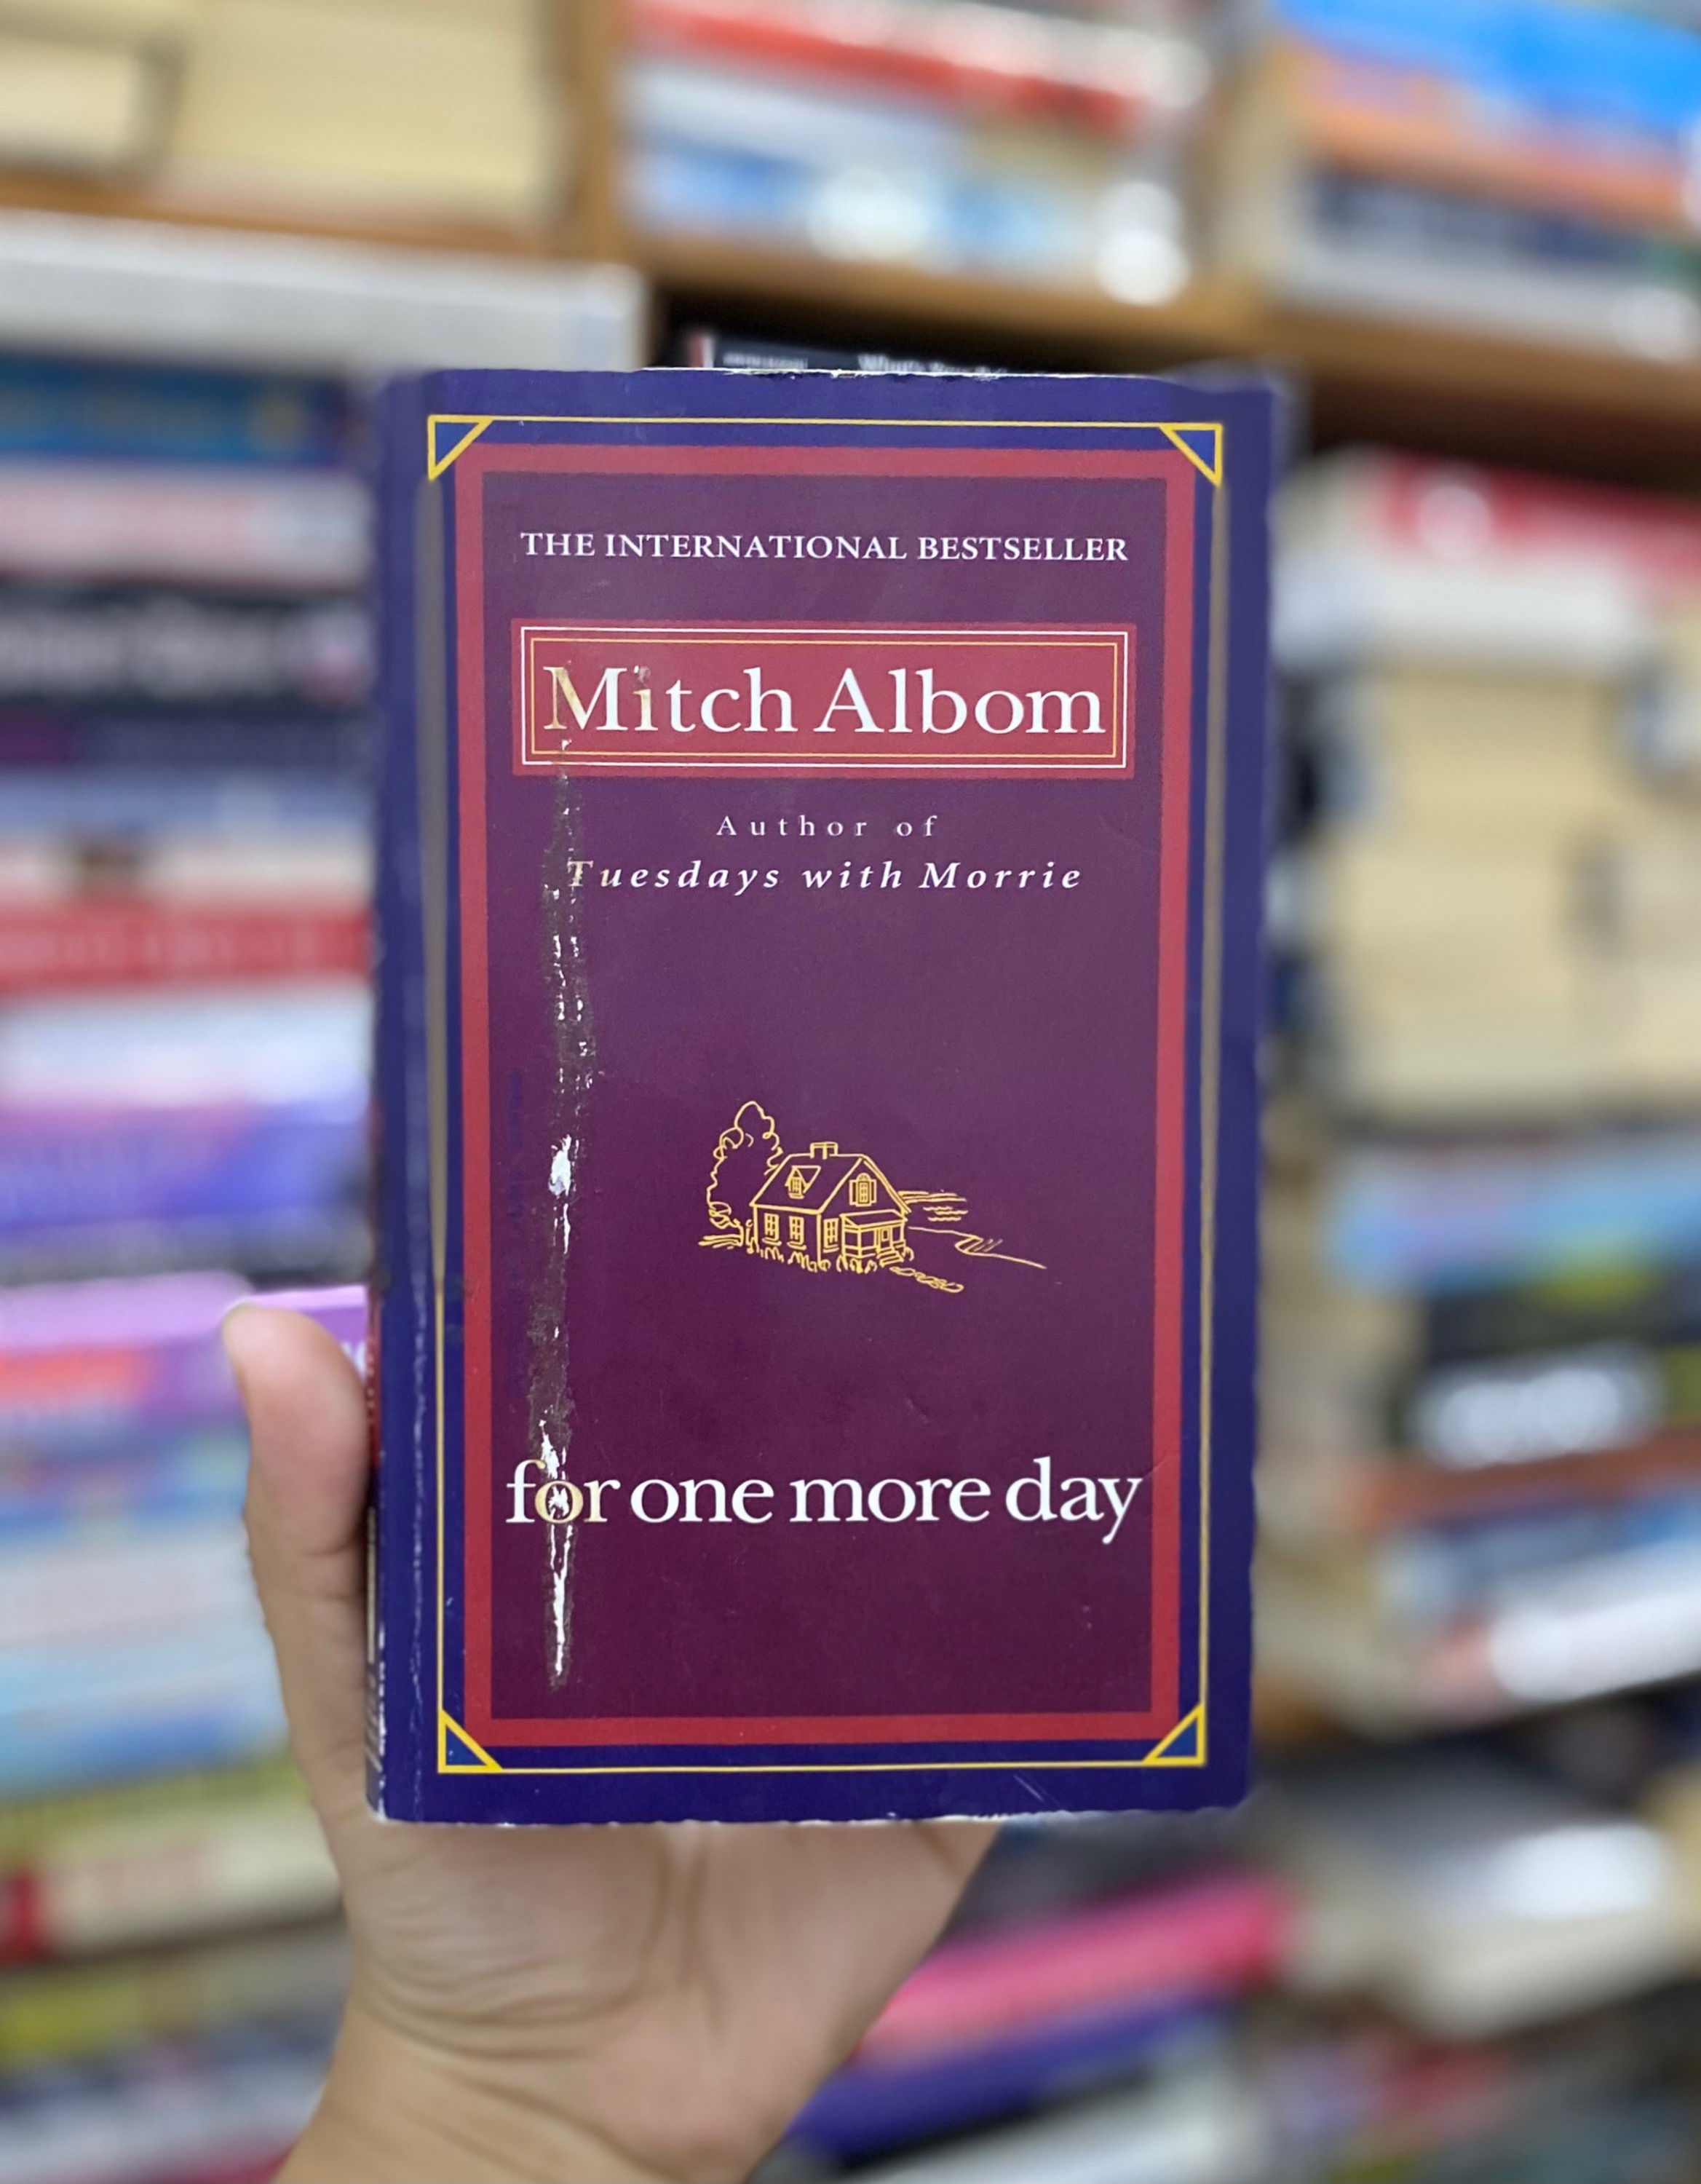 THE INTERNATIONAL BESTSELLER
Mitch Albom
Author of
Tuesdays with Morrie
for one more day